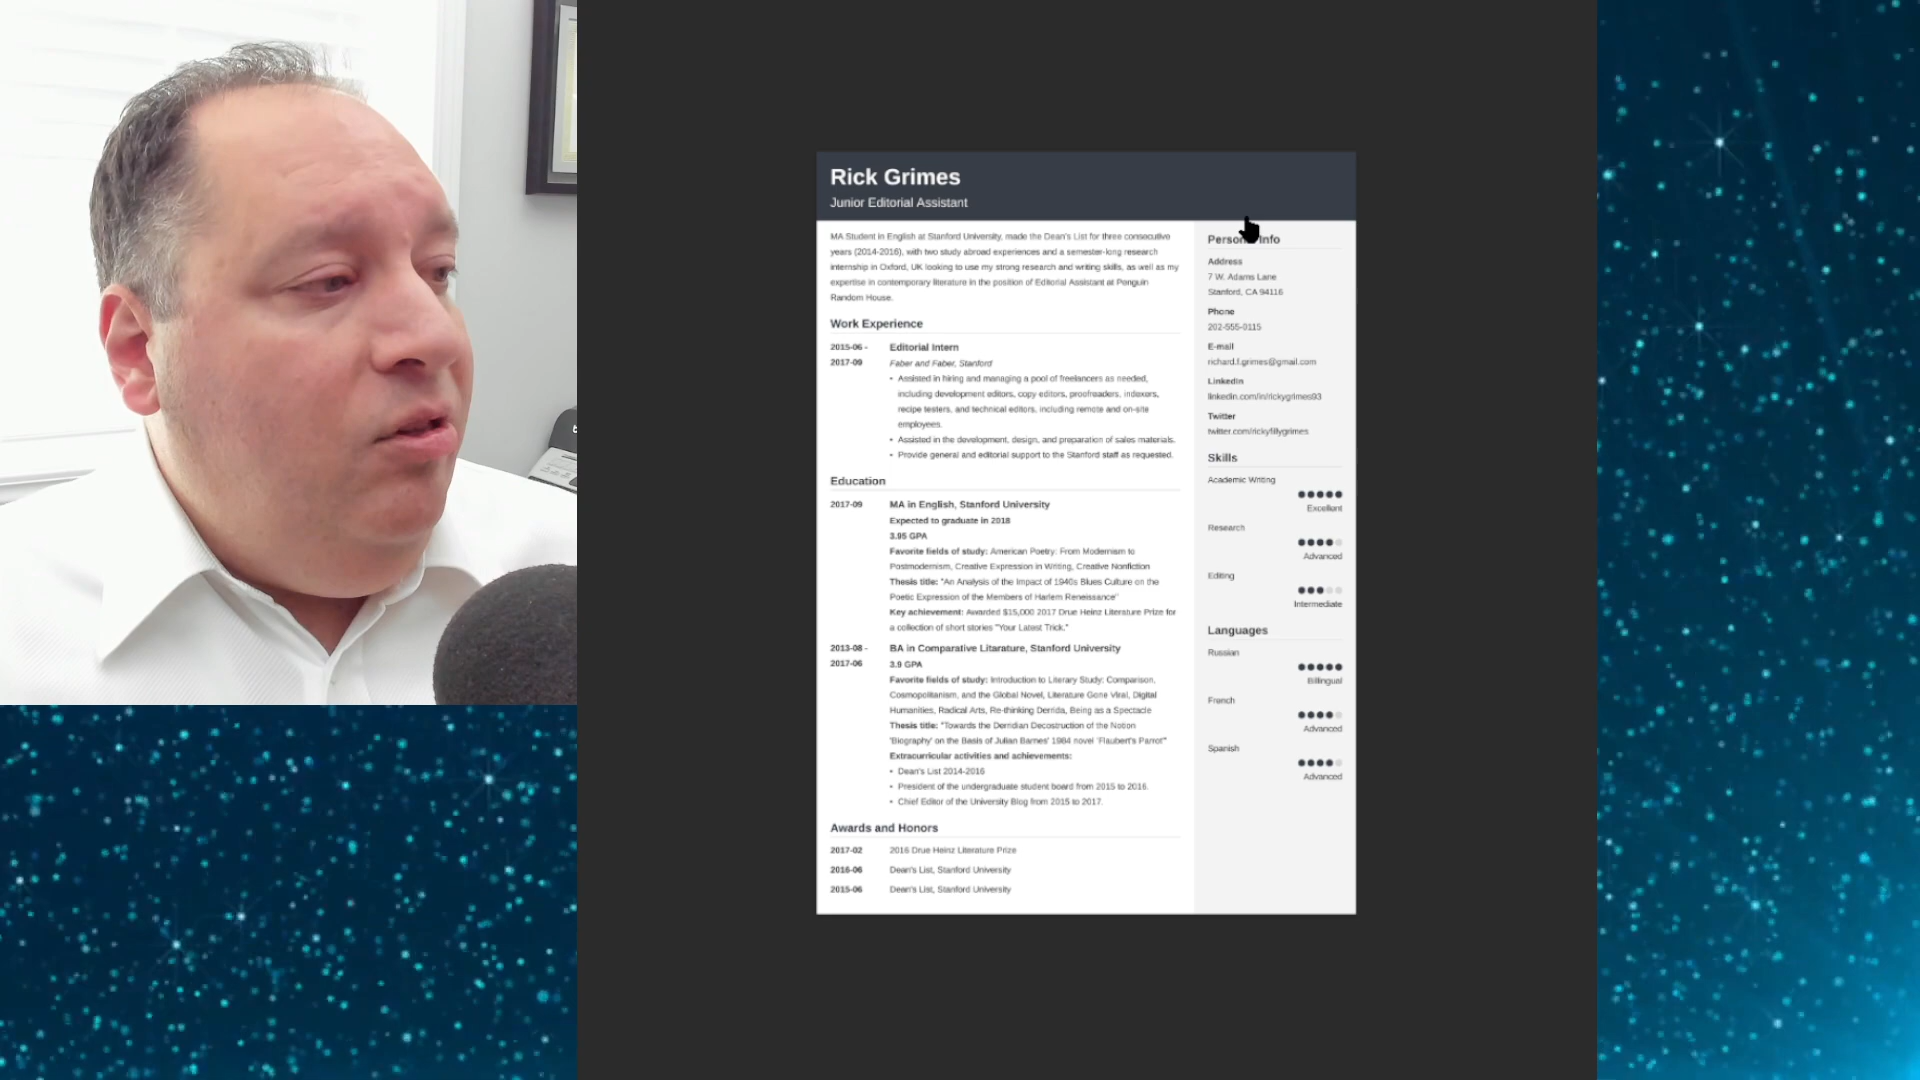 Rick Grimes
Junior Editorial Assistant
MA Student in English at Stanford University, made the Dean's List for three consecutive
years (2014-2016), with two study abroad experiences and a semester-long research
internship in Oxford, UK looking to use my strong research and writing skills, as well as my
expertise in contemporary literature in the position of Editorial Assistant at Penguin
Random House.
Work Experience
2015-06 -
2017-09
Editorial Intern
Faber and Faber, Stanford
• Assisted in hiring and managing a pool of freelancers as needed,
including development editors, copy editors, proofreaders, indexers,
recipe testers, and technical editors, including remote and on-site
employees.
• Assisted in the development, design, and preparation of sales materials.
• Provide general and editorial support to the Stanford staff as requested.
Education
2017-09
MA in English, Stanford University
Expected to graduate in 2018
3.95 GPA
Favorite fields of study: American Poetry: From Modernism to
Postmodernism, Creative Expression in Writing, Creative Nonfiction
Thesis title: "An Analysis of the Impact of 1940s Blues Culture on the
Poetic Expression of the Members of Harlem Reneissance"
Key achievement: Awarded $15,000 2017 Drue Heinz Literature Prize for
a collection of short stories "Your Latest Trick."
2013-08 -
2017-06
BA in Comparative Litarature, Stanford University
3.9 GPA
Favorite fields of study: Introduction to Literary Study: Comparison,
Cosmopolitanism, and the Global Novel, Literature Gone Viral, Digital
Humanities, Radical Arts, Re-thinking Derrida, Being as a Spectacle
Thesis title: "Towards the Derridian Decostruction of the Notion
'Biography' on the Basis of Julian Barnes' 1984 novel 'Flaubert's Parrot'"
Extracurricular activities and achievements:
• Dean's List 2014-2016
• President of the undergraduate student board from 2015 to 2016.
• Chief Editor of the University Blog from 2015 to 2017.
Awards and Honors
2017-02 2016 Drue Heinz Literature Prize
2016-06 Dean's List, Stanford University
2015-06 Dean's List, Stanford University
Info
Address
7 W. Adams Lane
Stanford, CA 94116
Phone
202-555-0115
E-mail
richard.f.grimes@gmail.com
LinkedIn
linkedin.com/in/rickygrimes93
Twitter
twitter.com/rickyfillygrimes
Skills
Academic Writing
Excellent
Research
Advanced
Editing
Intermediate
Languages
Russian
Billingual
French
Advanced
Spanish
Advanced